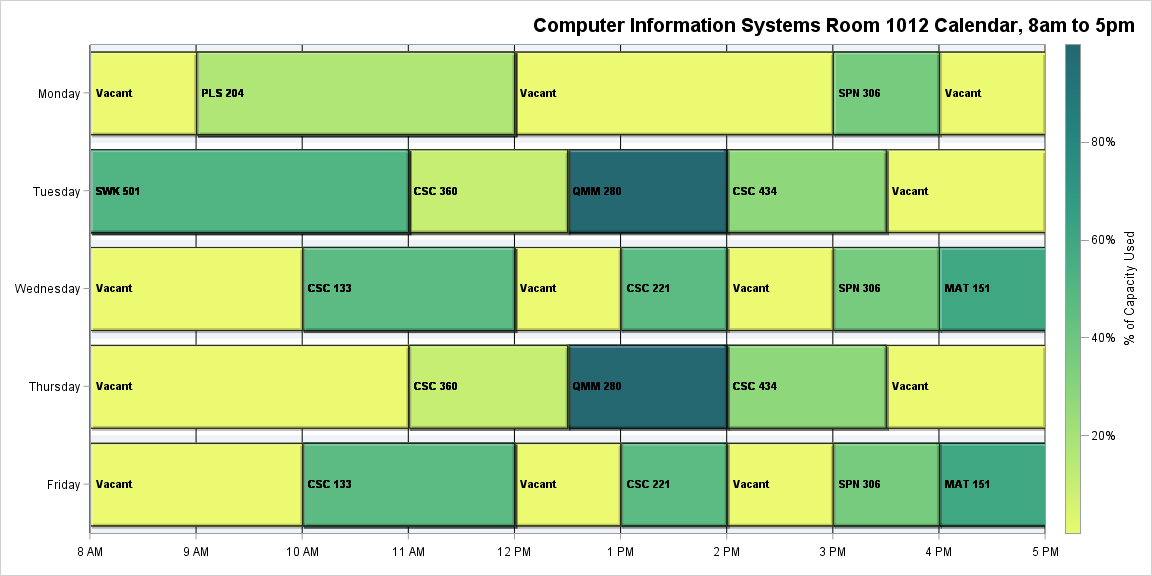 Computer Information Systems Room 1012 Calendar, 8am to 5pm
Monday Vacant PLS 204 Vacant SPN 306 Vacant
Tuesday SWK 501 CSC 360 QMM 280 CSC 434 Vacant
Wednesday Vacant CSC 133 Vacant CSC 221 Vacant SPN 306 MAT 151
Thursday Vacant CSC 360 QMM 280 CSC 434 Vacant
Friday Vacant CSC 133 Vacant CSC 221 Vacant SPN 306 MAT 151
8 AM 9 AM 10 AM 11 AM 12 PM 1 PM 2 PM 3 PM 4 PM 5 PM
80%
60%
40%
20%
% of Capacity Used